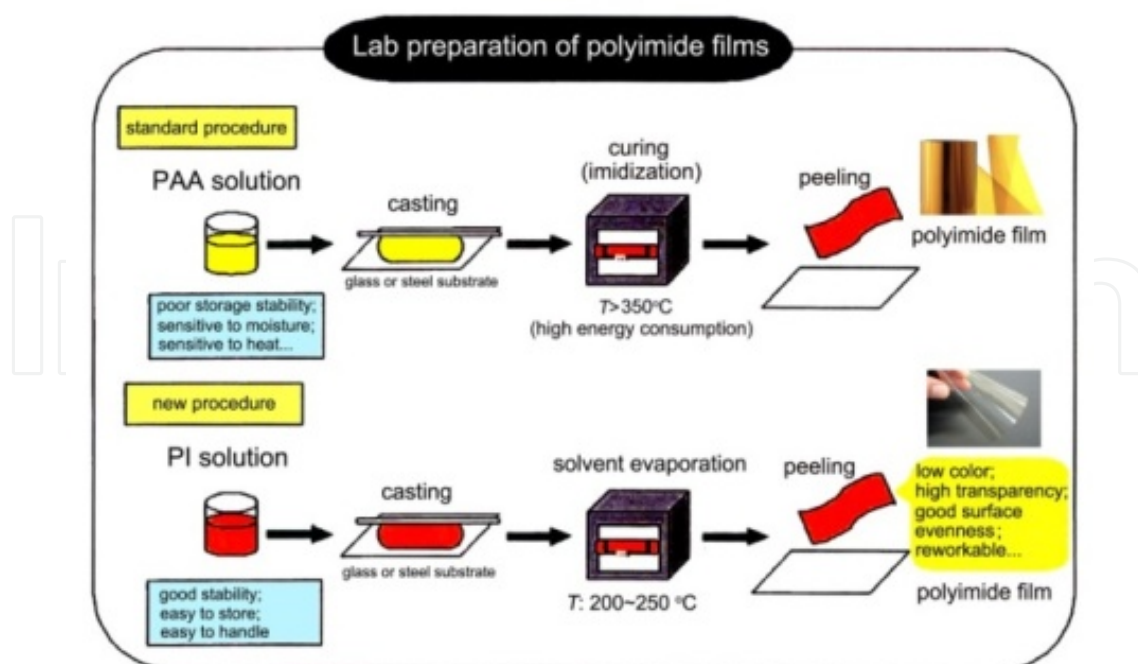 Lab preparation of polyimide films
standard procedure
PAA solution
casting
curing
(imidization)
peeling
polyimide film
glass or steel substrate
poor storage stability;
sensitive to moisture;
sensitive to heat...
T>350°C
(high energy consumption)
new procedure
PI solution
casting
solvent evaporation
peeling
low color;
high transparency;
good surface
evenness;
reworkable...
glass or steel substrate
good stability;
easy to store;
easy to handle
T: 200~250 °C
polyimide film